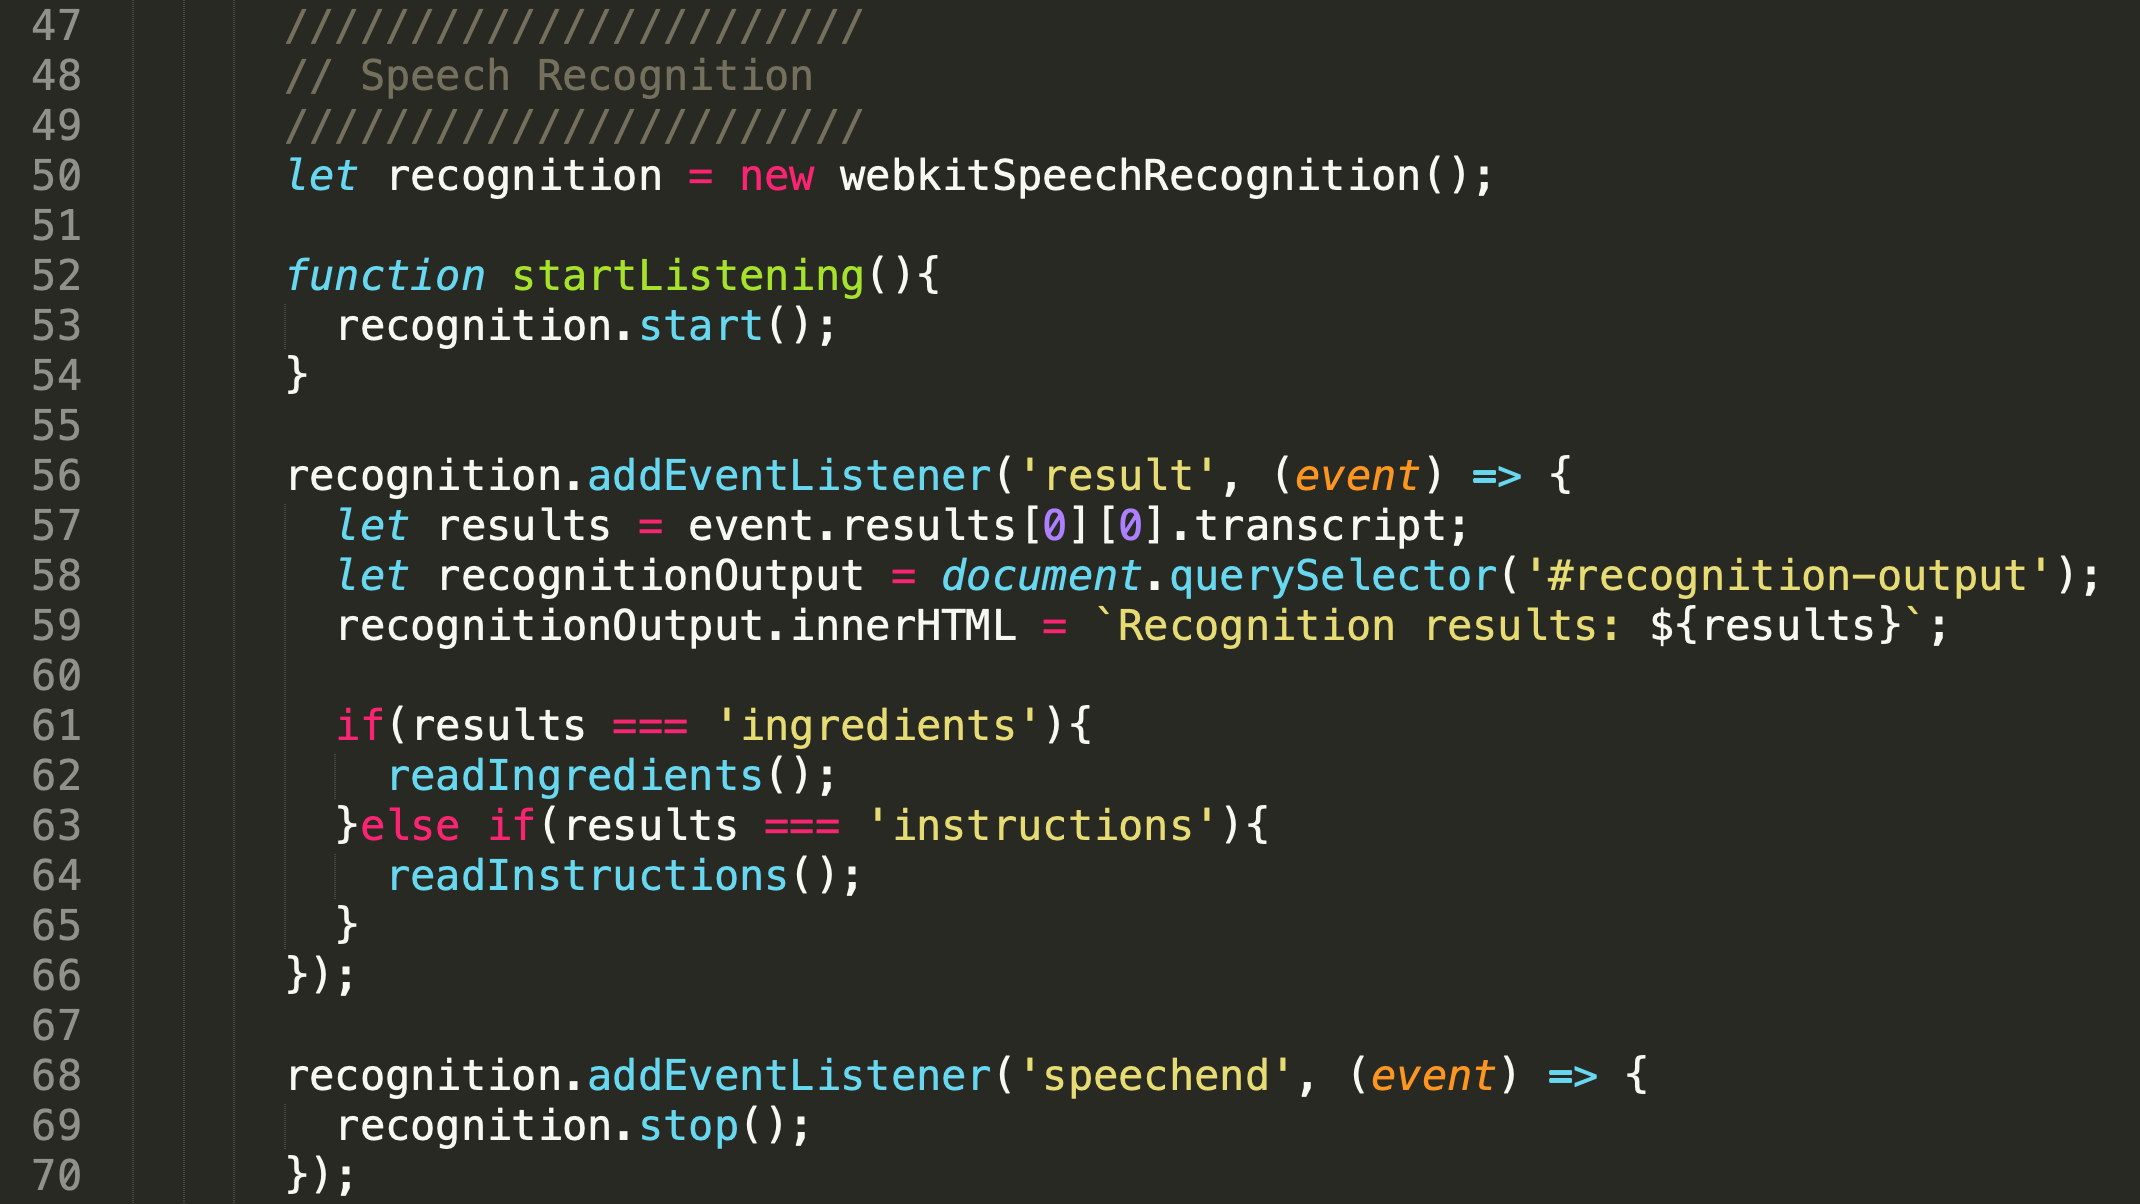 47 ///////////////////////
48 // Speech Recognition
49 ///////////////////////
50 let recognition = new webkitSpeechRecognition();
51
52 function startListening(){
53 recognition.start();
54 }
55
56 recognition.addEventListener('result', (event) => {
57 let results = event.results[0][0].transcript;
58 let recognitionOutput = document.querySelector('#recognition-output');
59 recognitionOutput.innerHTML = `Recognition results: ${results}`;
60
61 if(results === 'ingredients'){
62 readIngredients();
63 }else if(results === 'instructions'){
64 readInstructions();
65 }
66 });
67
68 recognition.addEventListener('speechend', (event) => {
69 recognition.stop();
70 });